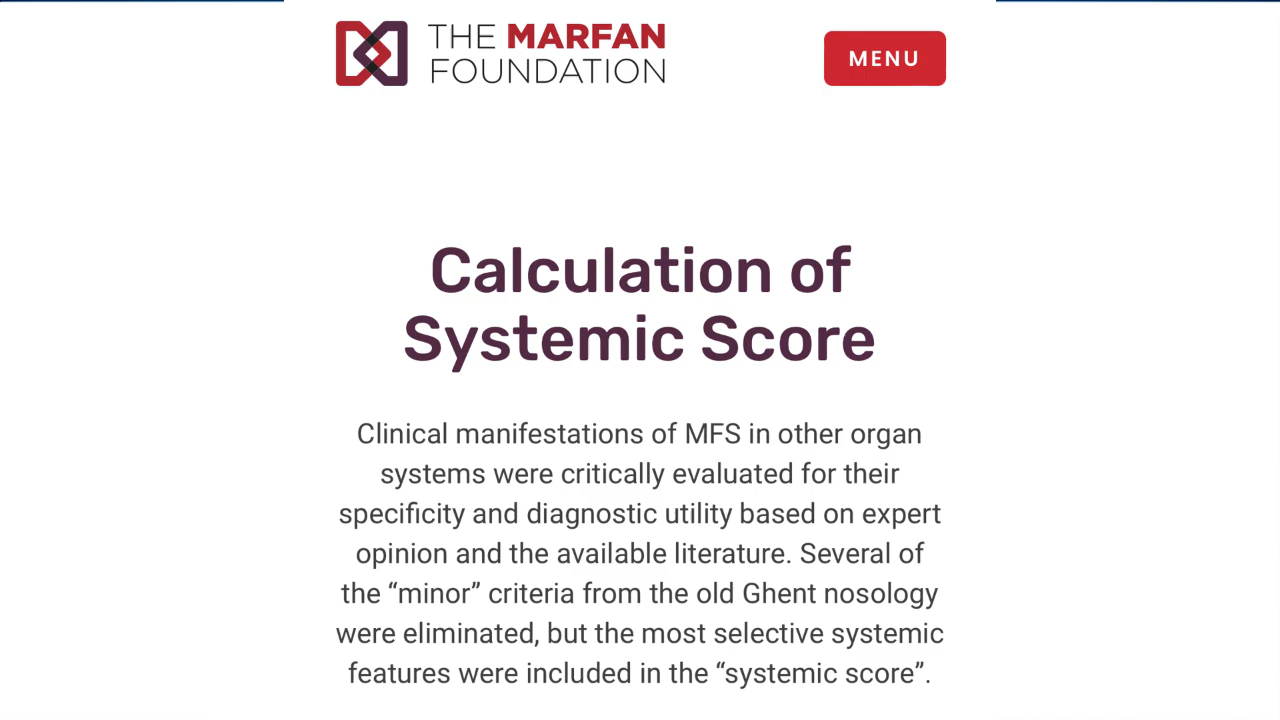 THE MARFAN
FOUNDATION
MENU
Calculation of
Systemic Score
Clinical manifestations of MFS in other organ
systems were critically evaluated for their
specificity and diagnostic utility based on expert
opinion and the available literature. Several of
the “minor” criteria from the old Ghent nosology
were eliminated, but the most selective systemic
features were included in the “systemic score”.